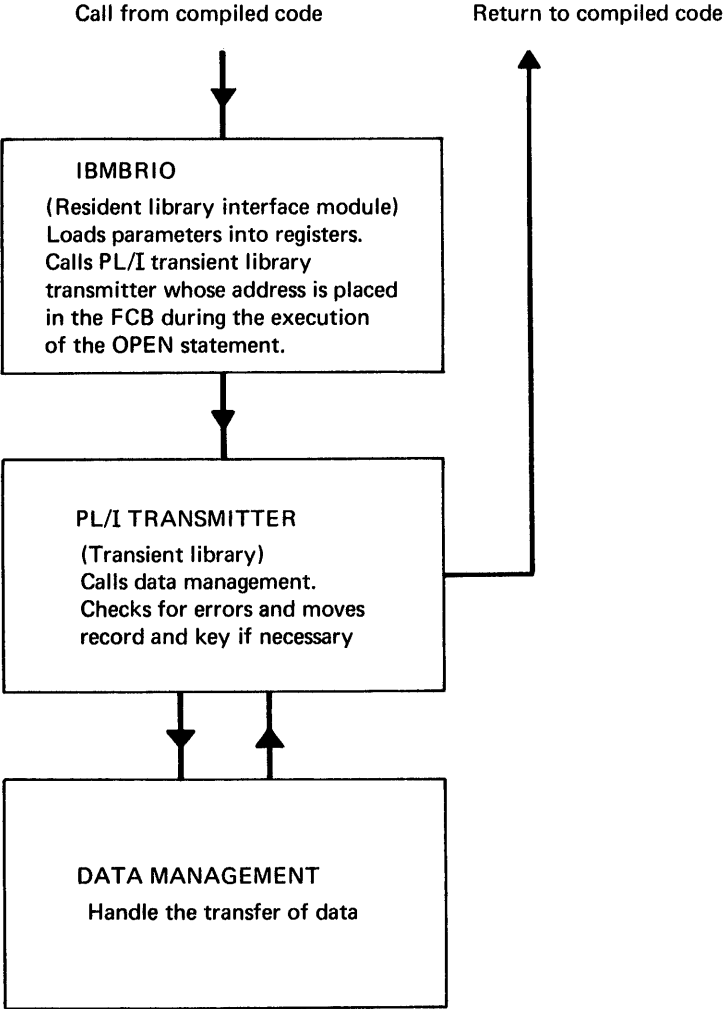 Call from compiled code
Return to compiled code
IBMBRIO
(Resident library interface module)
Loads parameters into registers.
Calls PL/I transient library
transmitter whose address is placed
in the FCB during the execution
of the OPEN statement.
PL/I TRANSMITTER
(Transient library)
Calls data management.
Checks for errors and moves
record and key if necessary
DATA MANAGEMENT
Handle the transfer of data